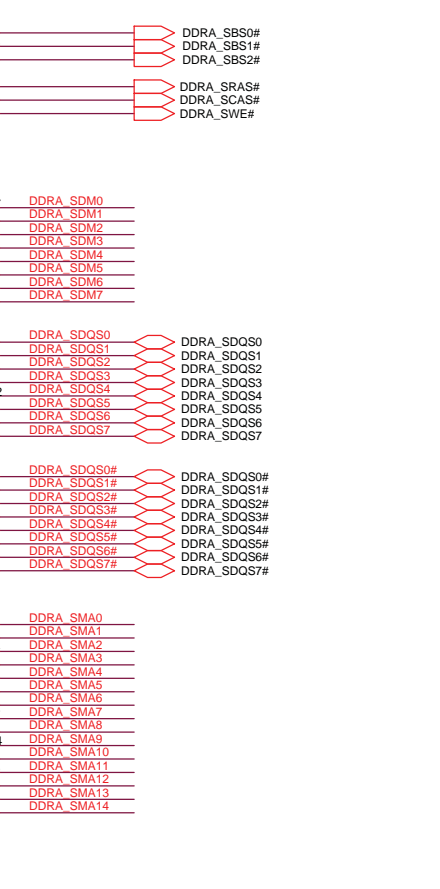 DDRA_SBS0#
DDRA_SBS1#
DDRA_SBS2#
DDRA_SRAS#
DDRA_SCAS#
DDRA_SWE#
DDRA_SDM0
DDRA_SDM1
DDRA_SDM2
DDRA_SDM3
DDRA_SDM4
DDRA_SDM5
DDRA_SDM6
DDRA_SDM7
DDRA_SDQS0 DDRA_SDQS0
DDRA_SDQS1 DDRA_SDQS1
DDRA_SDQS2 DDRA_SDQS2
DDRA_SDQS3 DDRA_SDQS3
DDRA_SDQS4 DDRA_SDQS4
DDRA_SDQS5 DDRA_SDQS5
DDRA_SDQS6 DDRA_SDQS6
DDRA_SDQS7 DDRA_SDQS7
DDRA_SDQS0# DDRA_SDQS0#
DDRA_SDQS1# DDRA_SDQS1#
DDRA_SDQS2# DDRA_SDQS2#
DDRA_SDQS3# DDRA_SDQS3#
DDRA_SDQS4# DDRA_SDQS4#
DDRA_SDQS5# DDRA_SDQS5#
DDRA_SDQS6# DDRA_SDQS6#
DDRA_SDQS7# DDRA_SDQS7#
DDRA_SMA0
DDRA_SMA1
DDRA_SMA2
DDRA_SMA3
DDRA_SMA4
DDRA_SMA5
DDRA_SMA6
DDRA_SMA7
DDRA_SMA8
DDRA_SMA9
DDRA_SMA10
DDRA_SMA11
DDRA_SMA12
DDRA_SMA13
DDRA_SMA14